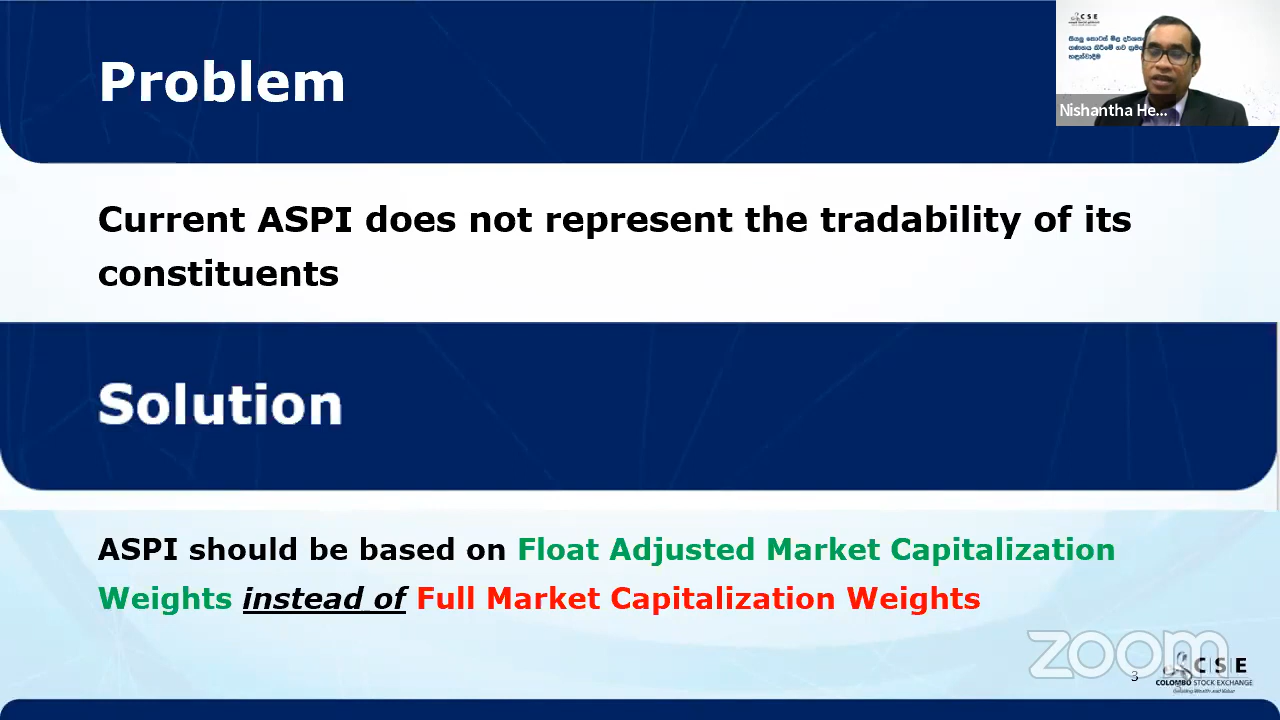 Problem
CSE
Nishantha He...
Current ASPI does not represent the tradability of its
constituents
Solution
ASPI should be based on Float Adjusted Market Capitalization
Weights instead of Full Market Capitalization Weights
zoom
3
CSE
COLOMBO STOCK EXCHANGE